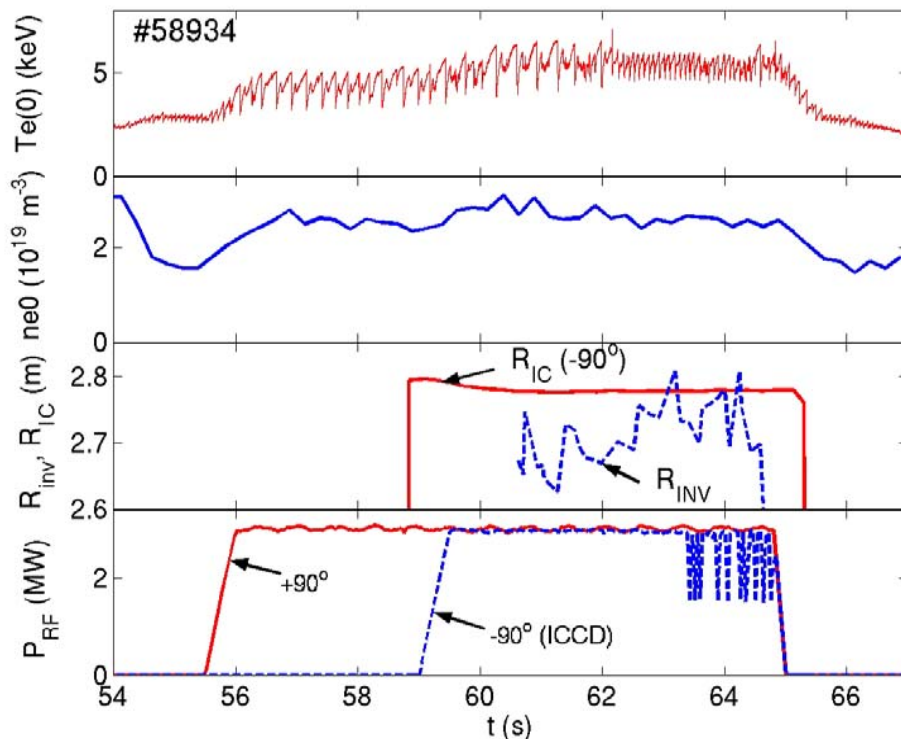 #58934
Te(0) (keV)
5
0
ne0 (10^19 m^-3)
2
0
R_inv, R_IC (m)
2.8
2.7
2.6
R_IC (-90°)
R_INV
P_RF (MW)
2
0
+90°
-90° (ICCD)
54 56 58 60 62 64 66
t (s)